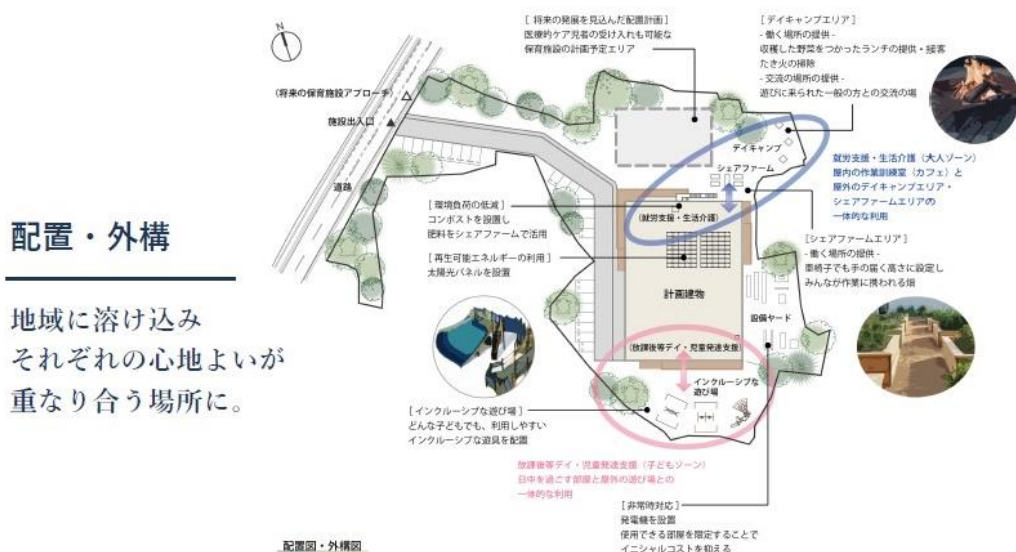 配置・外構
地域に溶け込み
それぞれの心地よいが
重なり合う場所に。
N
[ 将来の発展を見込んだ配置計画 ]
医療的ケア児者の受け入れも可能な
保育施設の計画予定エリア
[ デイキャンプエリア ]
- 働く場所の提供 -
収穫した野菜をつかったランチの提供・接客
たき火の掃除
- 交流の場所の提供 -
遊びに来られた一般の方との交流の場
(将来の保育施設アプローチ)
施設出入口
道路
デイキャンプ
シェアファーム
就労支援・生活介護（大人ゾーン）
屋内の作業訓練室（カフェ）と
屋外のデイキャンプエリア・
シェアファームエリアの
一体的な利用
[ 環境負荷の低減 ]
コンポストを設置し
肥料をシェアファームで活用
(就労支援・生活介護)
[ 再生可能エネルギーの利用 ]
太陽光パネルを設置
[シェアファームエリア ]
- 働く場所の提供 -
車椅子でも手の届く高さに設定し
みんなが作業に携われる畑
計画建物
設備ヤード
(放課後等デイ・児童発達支援)
インクルーシブな
遊び場
[ インクルーシブな遊び場 ]
どんな子どもでも、利用しやすい
インクルーシブな遊具を配置
放課後等デイ・児童発達支援（子どもゾーン）
日中を過ごす部屋と屋外の遊び場との
一体的な利用
[ 非常時対応 ]
発電機を設置
使用できる部屋を限定することで
イニシャルコストを抑える
配置図・外構図